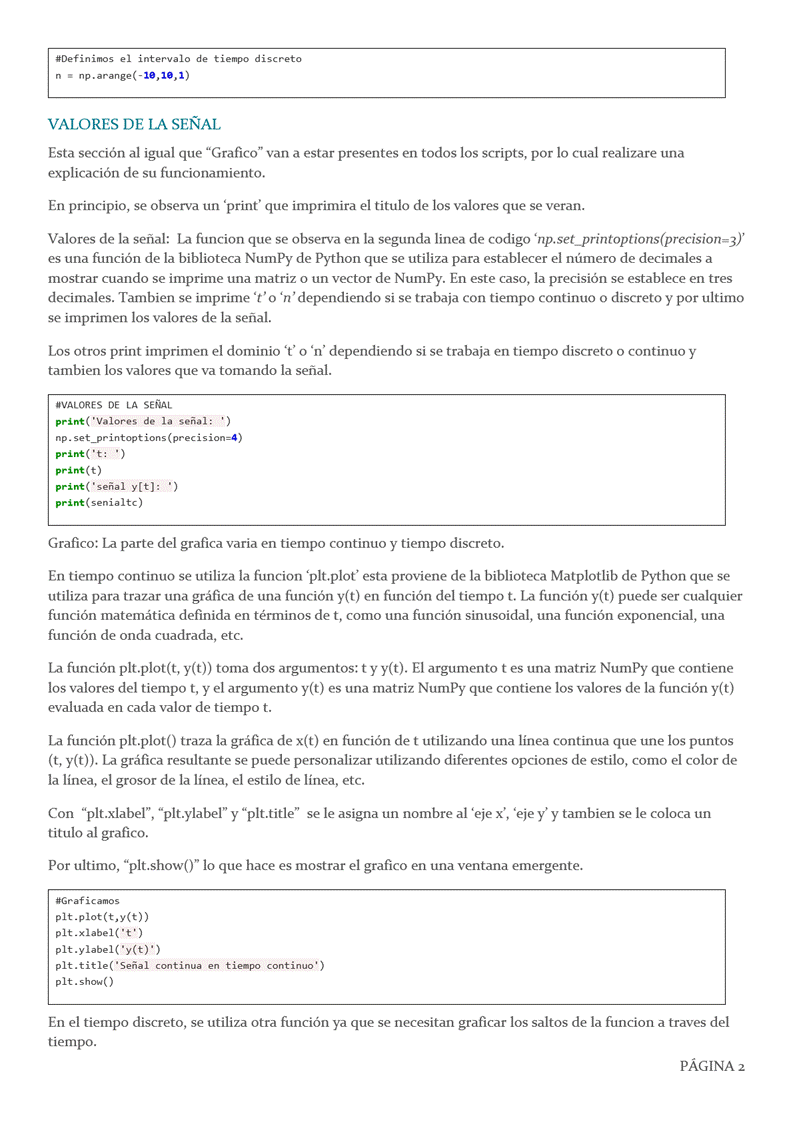 #Definimos el intervalo de tiempo discreto
n = np.arange(-10,10,1)
VALORES DE LA SEÑAL
Esta sección al igual que “Grafico” van a estar presentes en todos los scripts, por lo cual realizare una
explicación de su funcionamiento.
En principio, se observa un ‘print’ que imprimira el titulo de los valores que se veran.
Valores de la señal:  La funcion que se observa en la segunda linea de codigo ‘np.set_printoptions(precision=3)’
es una función de la biblioteca NumPy de Python que se utiliza para establecer el número de decimales a
mostrar cuando se imprime una matriz o un vector de NumPy. En este caso, la precisión se establece en tres
decimales. Tambien se imprime ‘t’ o ‘n’ dependiendo si se trabaja con tiempo continuo o discreto y por ultimo
se imprimen los valores de la señal.
Los otros print imprimen el dominio ‘t’ o ‘n’ dependiendo si se trabaja en tiempo discreto o continuo y
tambien los valores que va tomando la señal.
#VALORES DE LA SEÑAL
print('Valores de la señal: ')
np.set_printoptions(precision=4)
print('t: ')
print(t)
print('señal y[t]: ')
print(senialtc)
Grafico: La parte del grafica varia en tiempo continuo y tiempo discreto.
En tiempo continuo se utiliza la funcion ‘plt.plot’ esta proviene de la biblioteca Matplotlib de Python que se
utiliza para trazar una gráfica de una función y(t) en función del tiempo t. La función y(t) puede ser cualquier
función matemática definida en términos de t, como una función sinusoidal, una función exponencial, una
función de onda cuadrada, etc.
La función plt.plot(t, y(t)) toma dos argumentos: t y y(t). El argumento t es una matriz NumPy que contiene
los valores del tiempo t, y el argumento y(t) es una matriz NumPy que contiene los valores de la función y(t)
evaluada en cada valor de tiempo t.
La función plt.plot() traza la gráfica de x(t) en función de t utilizando una línea continua que une los puntos
(t, y(t)). La gráfica resultante se puede personalizar utilizando diferentes opciones de estilo, como el color de
la línea, el grosor de la línea, el estilo de línea, etc.
Con  “plt.xlabel”, “plt.ylabel” y “plt.title”  se le asigna un nombre al ‘eje x’, ‘eje y’ y tambien se le coloca un
titulo al grafico.
Por ultimo, “plt.show()” lo que hace es mostrar el grafico en una ventana emergente.
#Graficamos
plt.plot(t,y(t))
plt.xlabel('t')
plt.ylabel('y(t)')
plt.title('Señal continua en tiempo continuo')
plt.show()
En el tiempo discreto, se utiliza otra función ya que se necesitan graficar los saltos de la funcion a traves del
tiempo.
PÁGINA 2